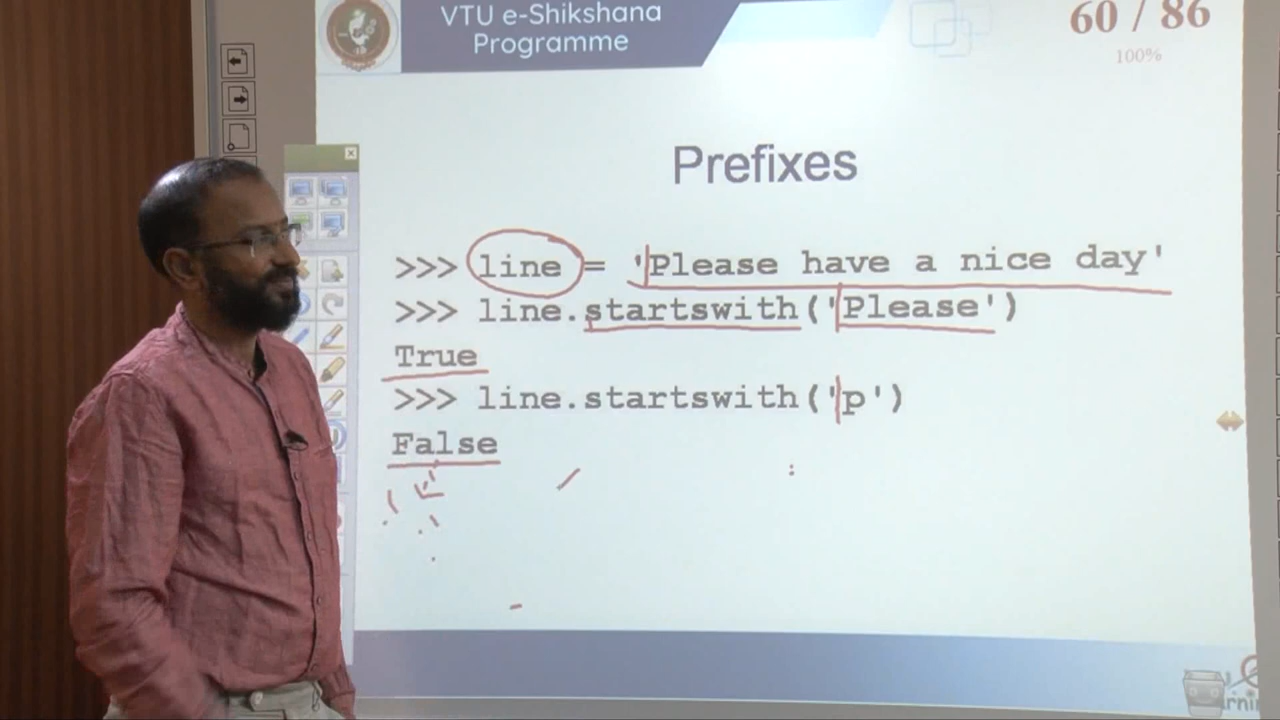 VTU e-Shikshana
Programme
60 / 86
100%
Prefixes
>>> line = 'Please have a nice day'
>>> line.startswith('Please')
True
>>> line.startswith('p')
False